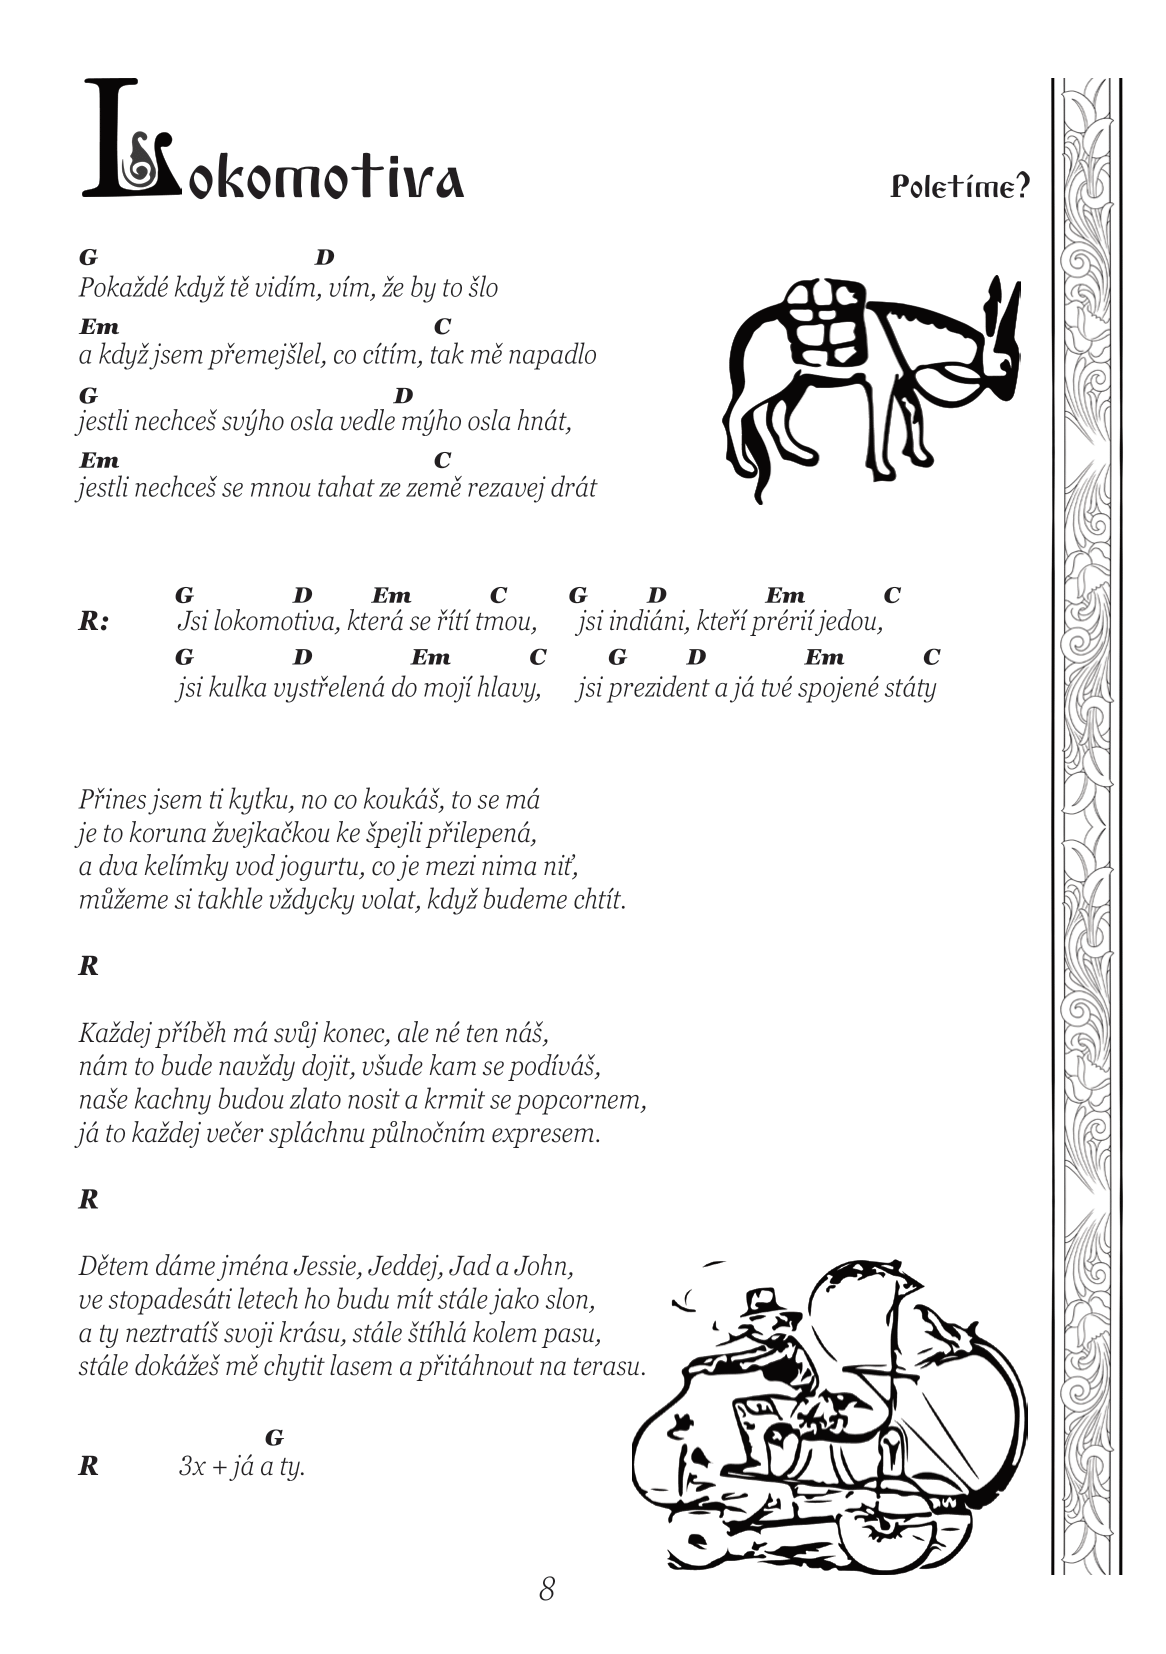 Lokomotiva
Poletíme?
G D
Pokaždé když tě vidím, vím, že by to šlo
Em C
a když jsem přemejšlel, co cítím, tak mě napadlo
G D
jestli nechceš svýho osla vedle mýho osla hnát,
Em C
jestli nechceš se mnou tahat ze země rezavej drát
G D Em C G D Em C
R: Jsi lokomotiva, která se řítí tmou, jsi indiáni, kteří prérií jedou,
G D Em C G D Em C
jsi kulka vystřelená do mojí hlavy, jsi prezident a já tvé spojené státy
Přines jsem ti kytku, no co koukáš, to se má
je to koruna žvejkačkou ke špejli přilepená,
a dva kelímky vod jogurtu, co je mezi nima niť,
můžeme si takhle vždycky volat, když budeme chtít.
R
Každej příběh má svůj konec, ale né ten náš,
nám to bude navždy dojit, všude kam se podíváš,
naše kachny budou zlato nosit a krmit se popcornem,
já to každej večer spláchnu půlnočním expresem.
R
Dětem dáme jména Jessie, Jeddej, Jad a John,
ve stopadesáti letech ho budu mít stále jako slon,
a ty neztratíš svoji krásu, stále štíhlá kolem pasu,
stále dokážeš mě chytit lasem a přitáhnout na terasu.
G
R 3x + já a ty.
8